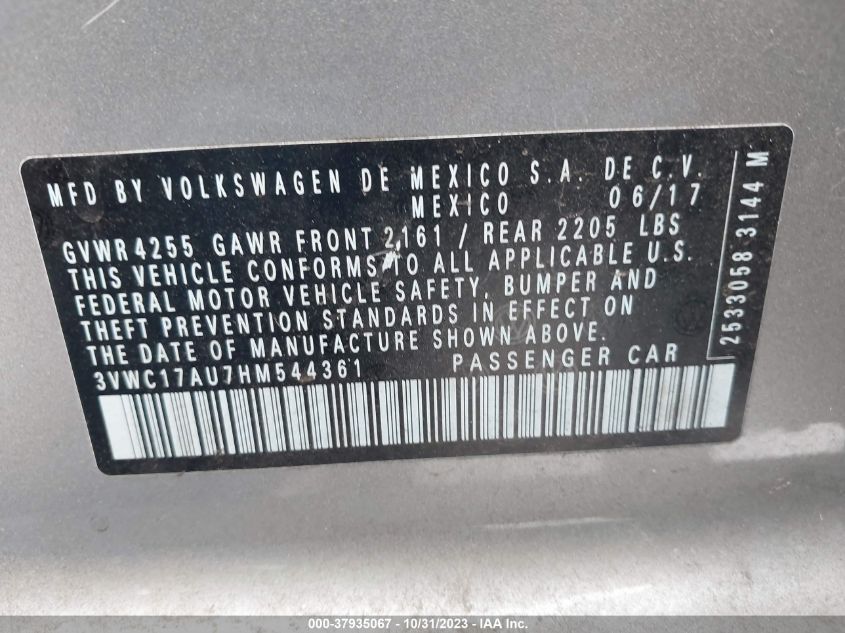 MFD BY VOLKSWAGEN DE MEXICO S.A. DE C.V.
MEXICO 06/17
GVWR4255 GAWR FRONT 2161 / REAR 2205 LBS
THIS VEHICLE CONFORMS TO ALL APPLICABLE U.S.
FEDERAL MOTOR VEHICLE SAFETY, BUMPER AND
THEFT PREVENTION STANDARDS IN EFFECT ON
THE DATE OF MANUFACTURE SHOWN ABOVE.
3VWC17AU7HM544361 PASSENGER CAR
2533058 3144 M
000-37935067 - 10/31/2023 - IAA Inc.